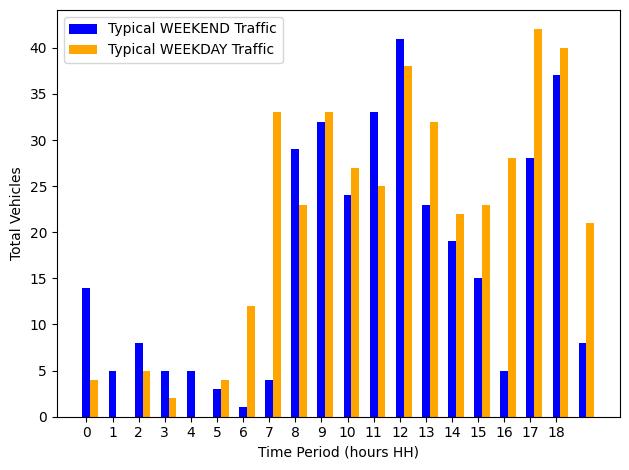 Typical WEEKEND Traffic
Typical WEEKDAY Traffic
40
35
30
25
20
15
10
5
0
Total Vehicles
0 1 2 3 4 5 6 7 8 9 10 11 12 13 14 15 16 17 18
Time Period (hours HH)